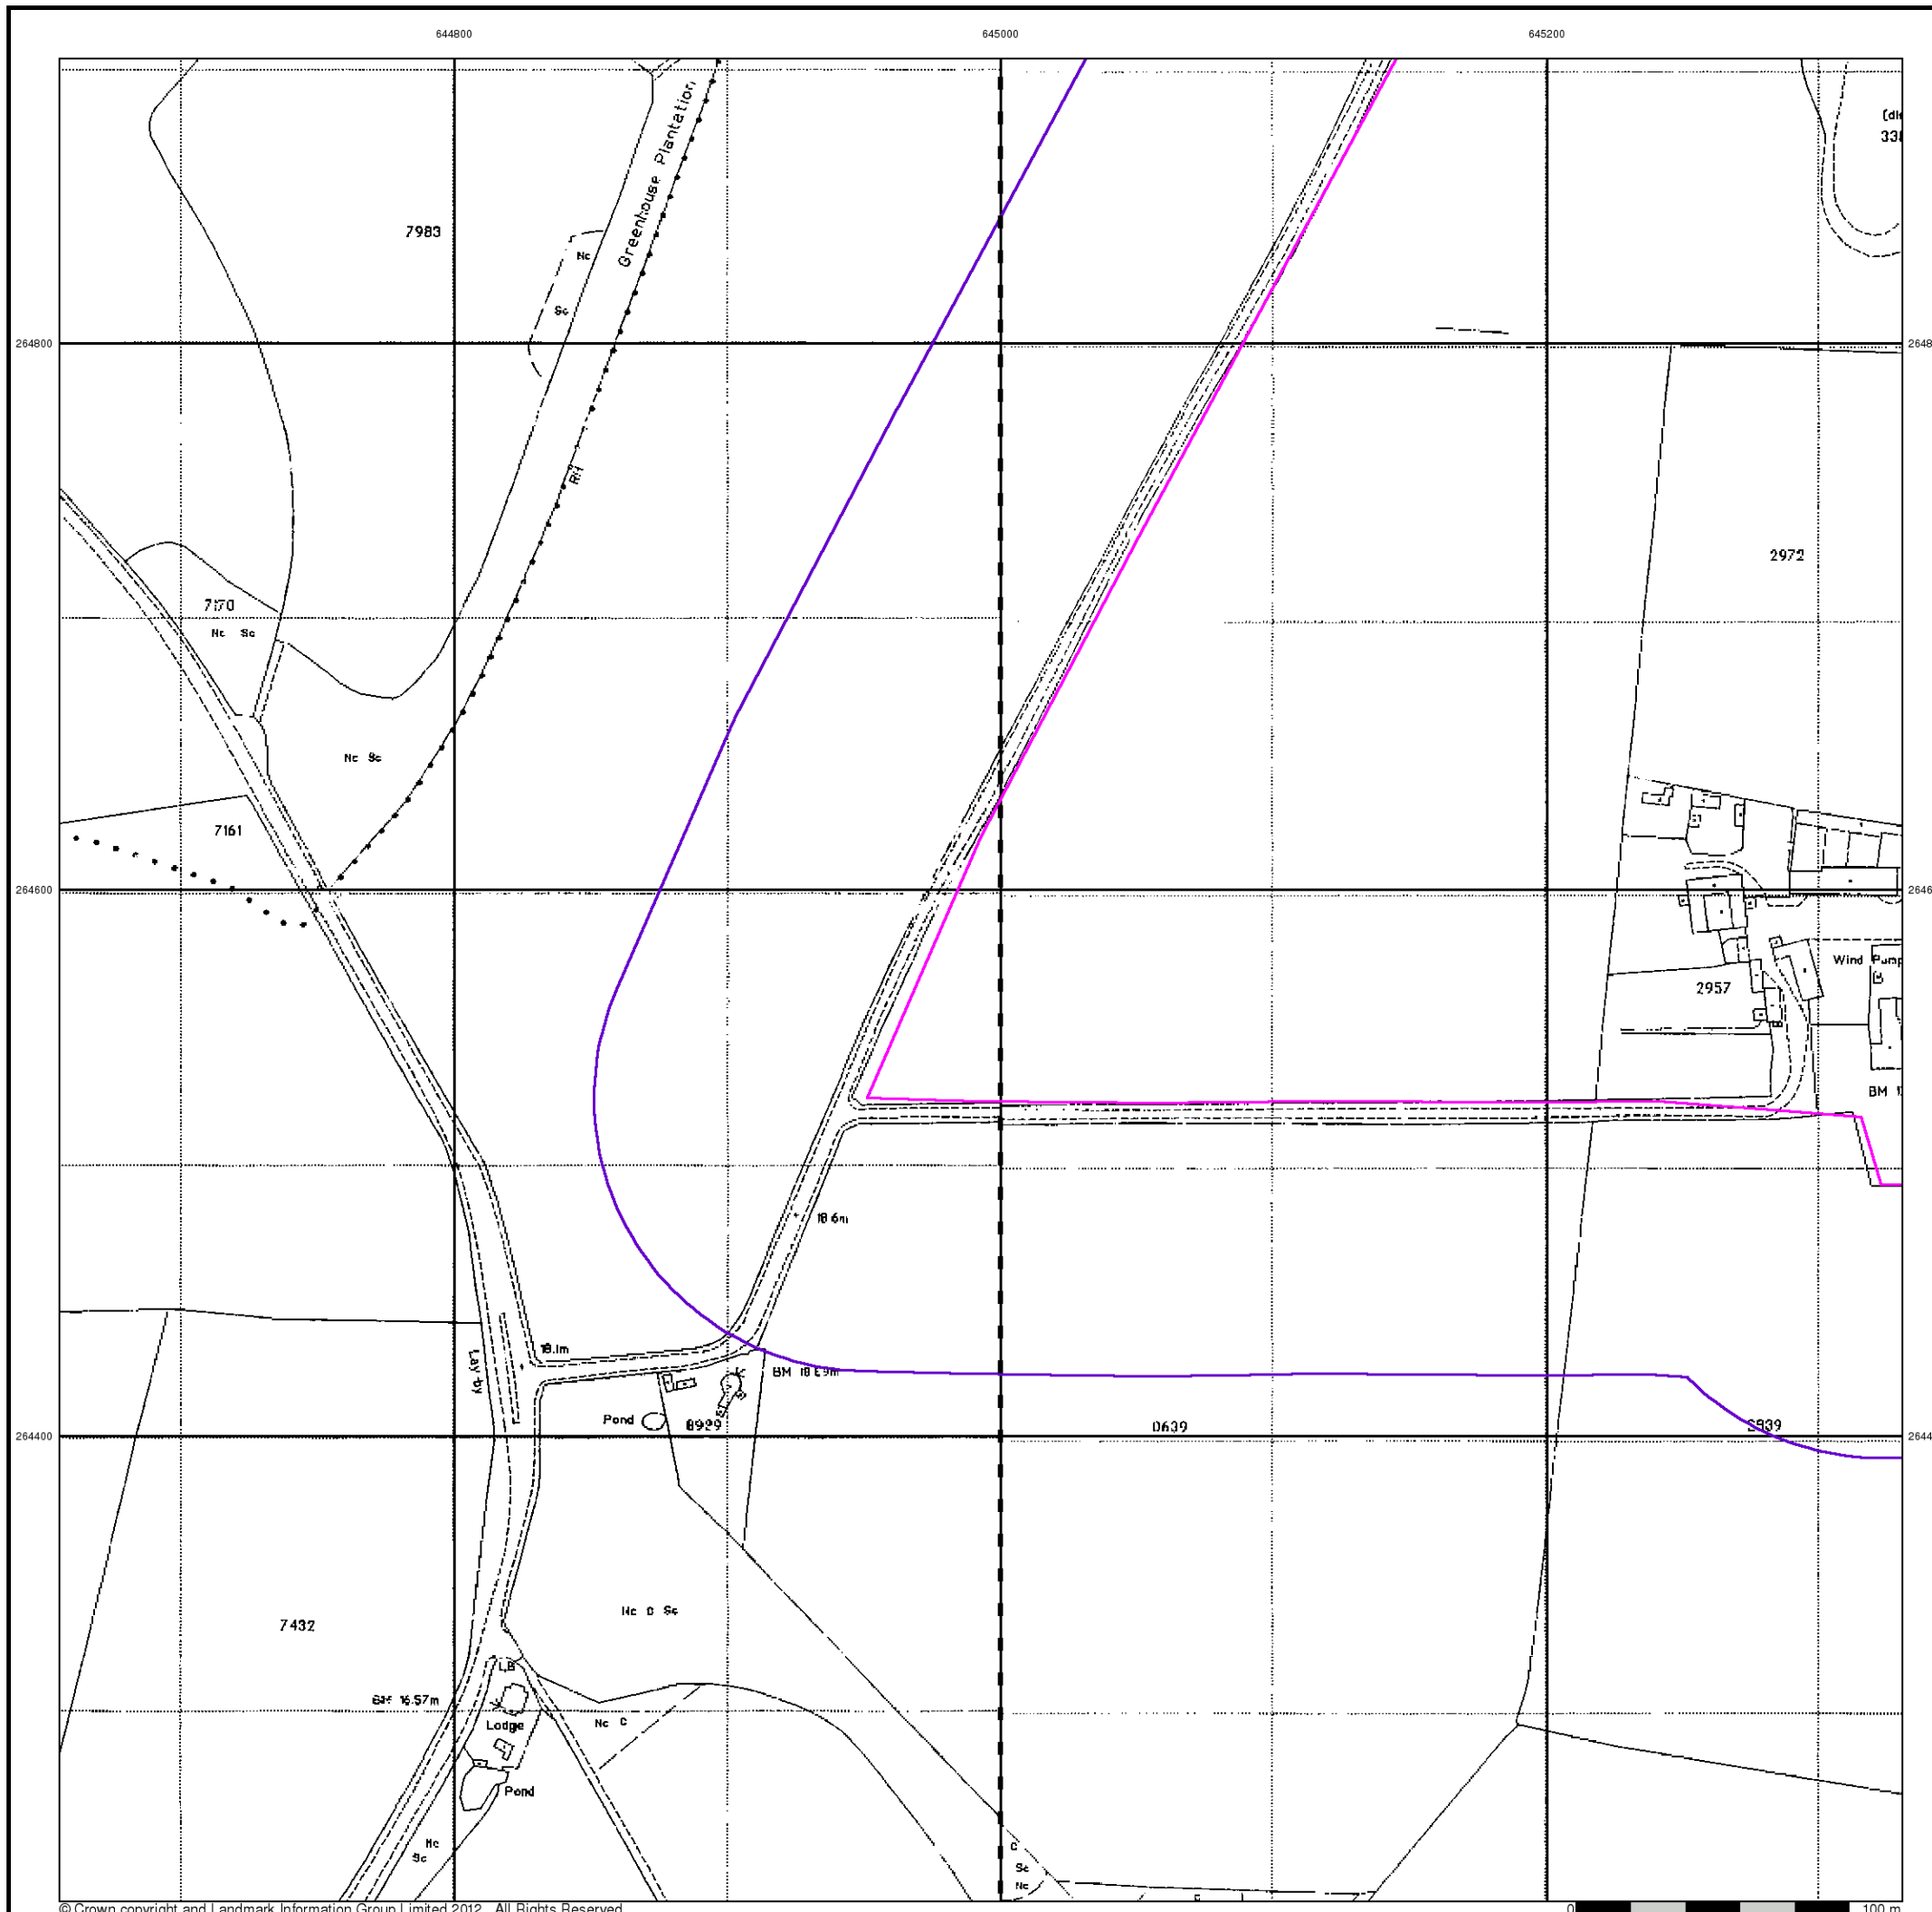 644800
645000
645200
Greenhouse Plantation
7983
Nc
Sc
264800
RH
2972
7170
Nc Sc
Nc Sc
7161
264600
Wind Pump
2957
18.6m
18.1m
Lay-by
BM 18.69m
Pond
8929
0639
264400
Nc C Sc
7432
LB
BM 16.57m
Lodge
Nc C
Pond
Nc
Sc
C
Sc
Nc
© Crown copyright and Landmark Information Group Limited 2012. All Rights Reserved.
0
100 m